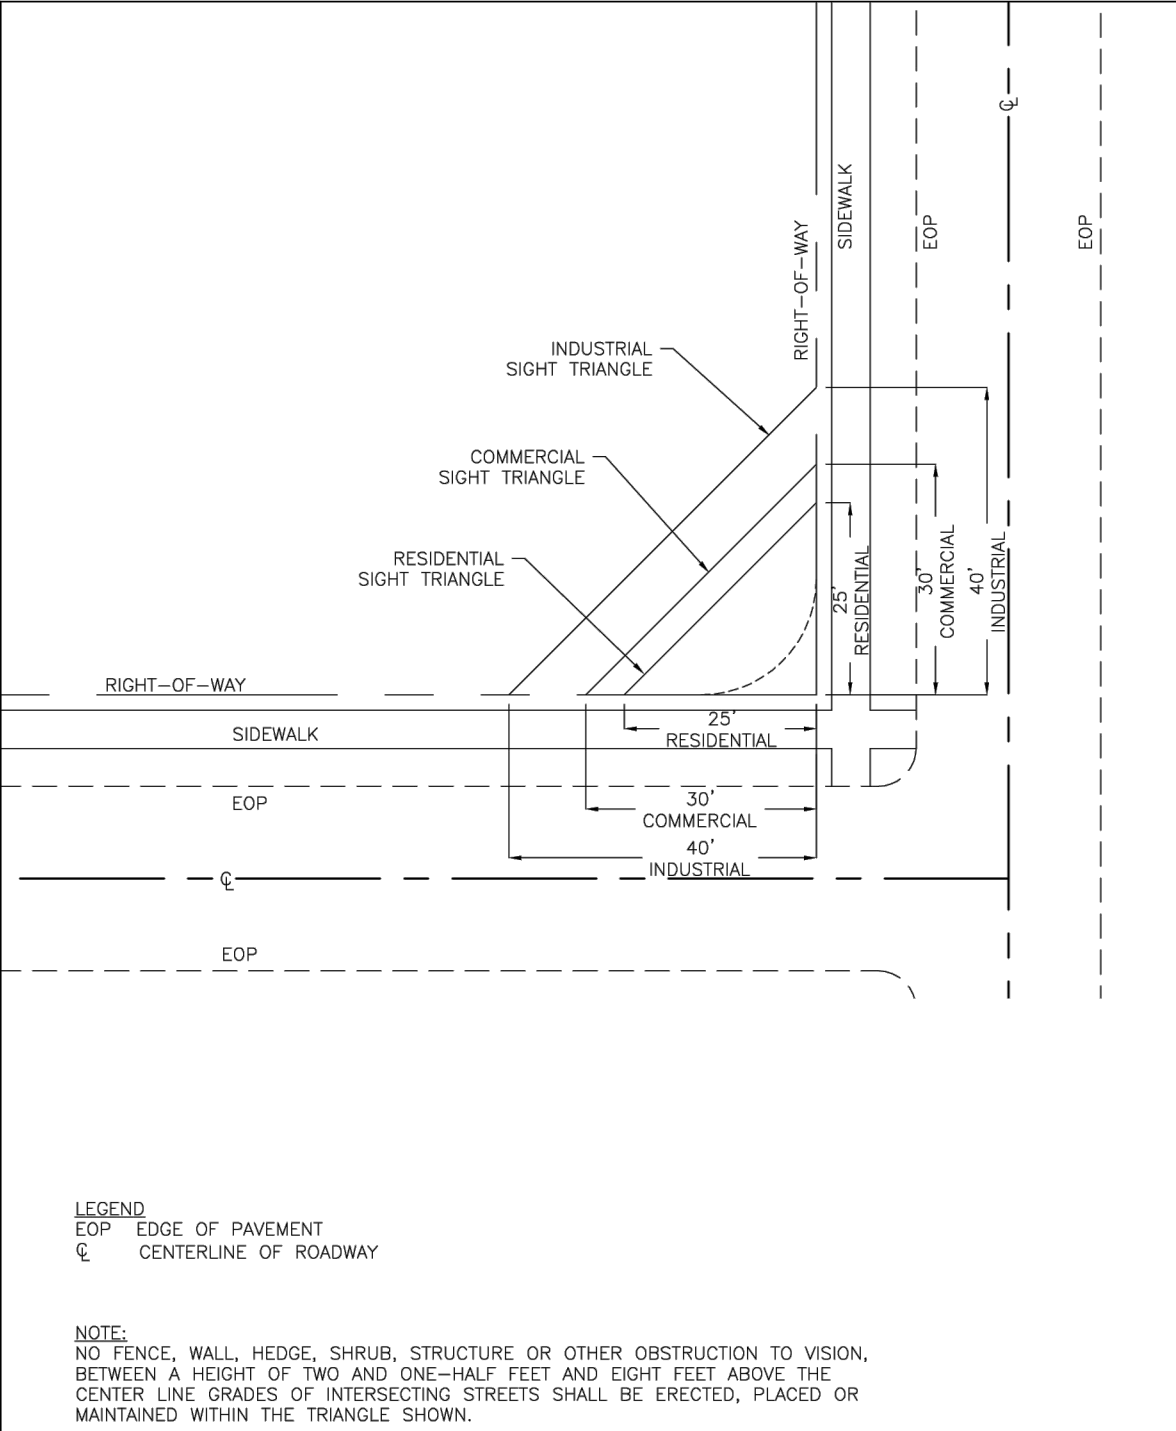 ℄
SIDEWALK
EOP
EOP
RIGHT-OF-WAY
INDUSTRIAL
SIGHT TRIANGLE
COMMERCIAL
SIGHT TRIANGLE
RESIDENTIAL
SIGHT TRIANGLE
25'
RESIDENTIAL
30'
COMMERCIAL
40'
INDUSTRIAL
RIGHT-OF-WAY
SIDEWALK
25'
RESIDENTIAL
EOP
30'
COMMERCIAL
40'
INDUSTRIAL
℄
EOP
LEGEND
EOP EDGE OF PAVEMENT
℄ CENTERLINE OF ROADWAY
NOTE:
NO FENCE, WALL, HEDGE, SHRUB, STRUCTURE OR OTHER OBSTRUCTION TO VISION,
BETWEEN A HEIGHT OF TWO AND ONE-HALF FEET AND EIGHT FEET ABOVE THE
CENTER LINE GRADES OF INTERSECTING STREETS SHALL BE ERECTED, PLACED OR
MAINTAINED WITHIN THE TRIANGLE SHOWN.